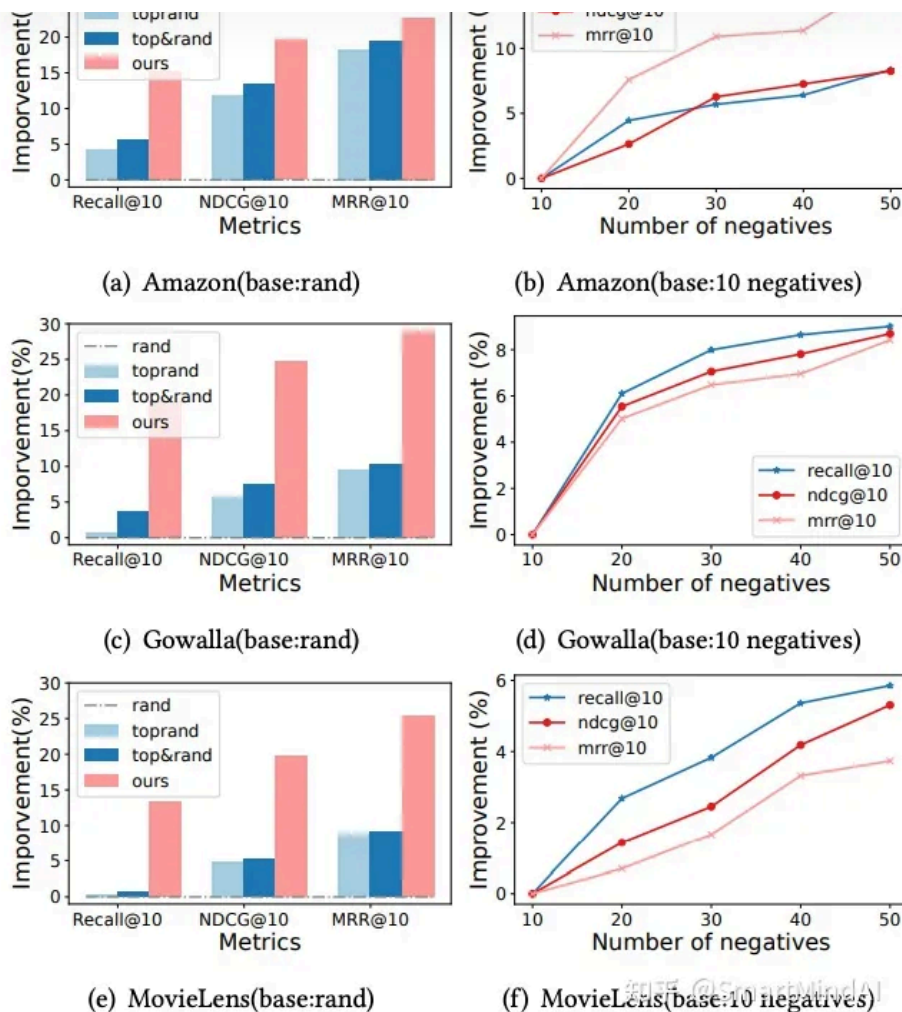 Imporvement(%)
20
15
10
5
0
toprand
top&rand
ours
Recall@10 NDCG@10 MRR@10
Metrics
(a) Amazon(base:rand)
Improvement (%)
10
5
0
ndcg@10
mrr@10
10 20 30 40 50
Number of negatives
(b) Amazon(base:10 negatives)
Imporvement(%)
30
25
20
15
10
5
0
rand
toprand
top&rand
ours
Recall@10 NDCG@10 MRR@10
Metrics
(c) Gowalla(base:rand)
Improvement (%)
8
6
4
2
0
recall@10
ndcg@10
mrr@10
10 20 30 40 50
Number of negatives
(d) Gowalla(base:10 negatives)
Imporvement(%)
30
25
20
15
10
5
0
rand
toprand
top&rand
ours
Recall@10 NDCG@10 MRR@10
Metrics
(e) MovieLens(base:rand)
Improvement (%)
6
4
2
0
recall@10
ndcg@10
mrr@10
10 20 30 40 50
Number of negatives
(f) MovieLens(base:10 negatives)
知乎 @SmartMindAI